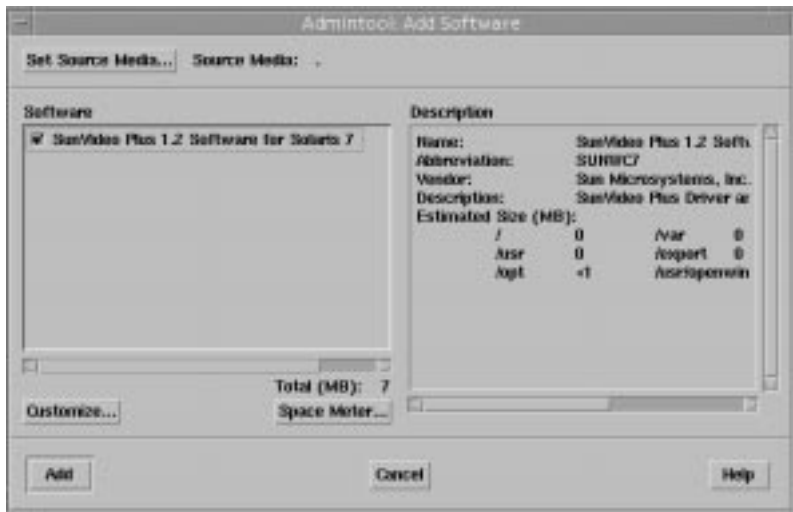 Admintool: Add Software
Set Source Media... Source Media: .
Software
SunVideo Plus 1.2 Software for Solaris 7
Total (MB): 7
Customize... Space Meter...
Description
Name: SunVideo Plus 1.2 Softw
Abbreviation: SUNWC7
Vendor: Sun Microsystems, Inc.
Description: SunVideo Plus Driver an
Estimated Size (MB):
/ 0 /var 0
/usr 0 /export 0
/opt <1 /usr/openwin
Add Cancel Help